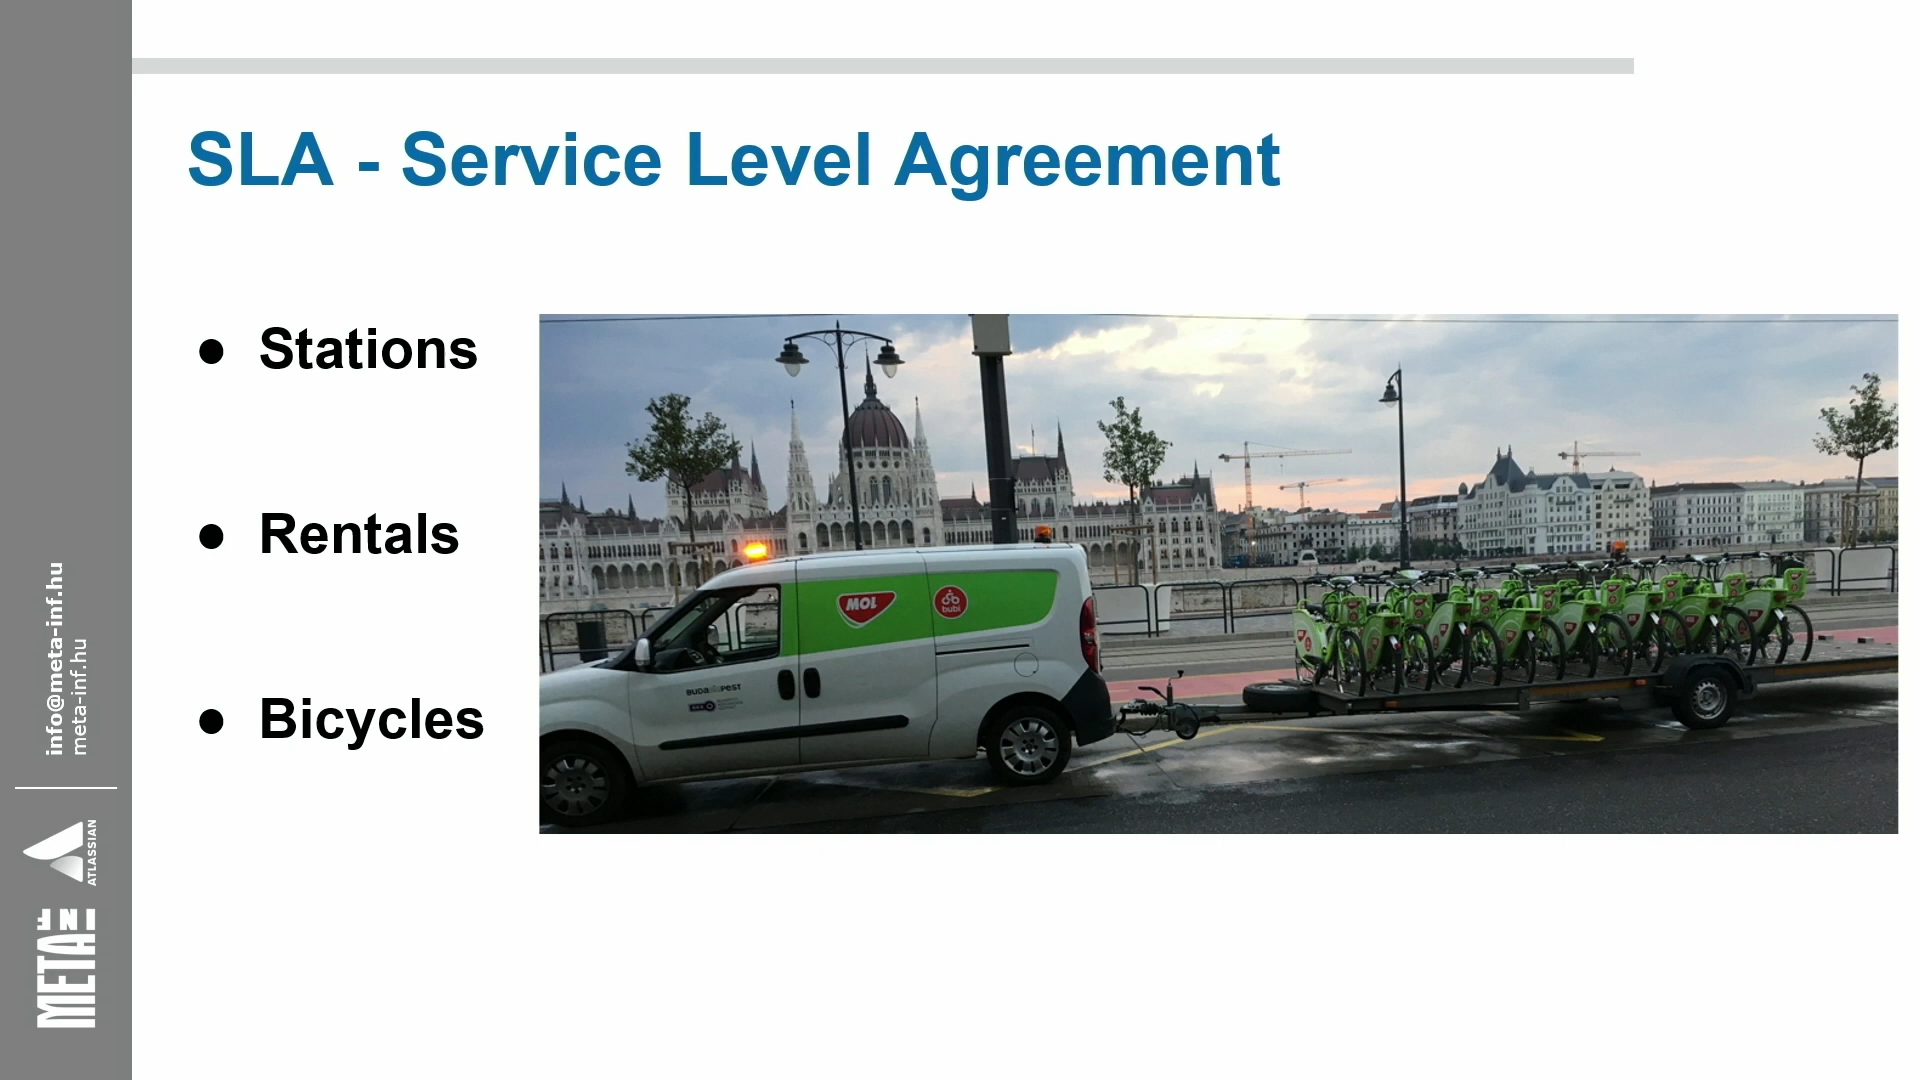 SLA - Service Level Agreement
● Stations
● Rentals
● Bicycles
MOL
bubi
BUDAPEST
info@meta-inf.hu
meta-inf.hu
ATLASSIAN
META INF